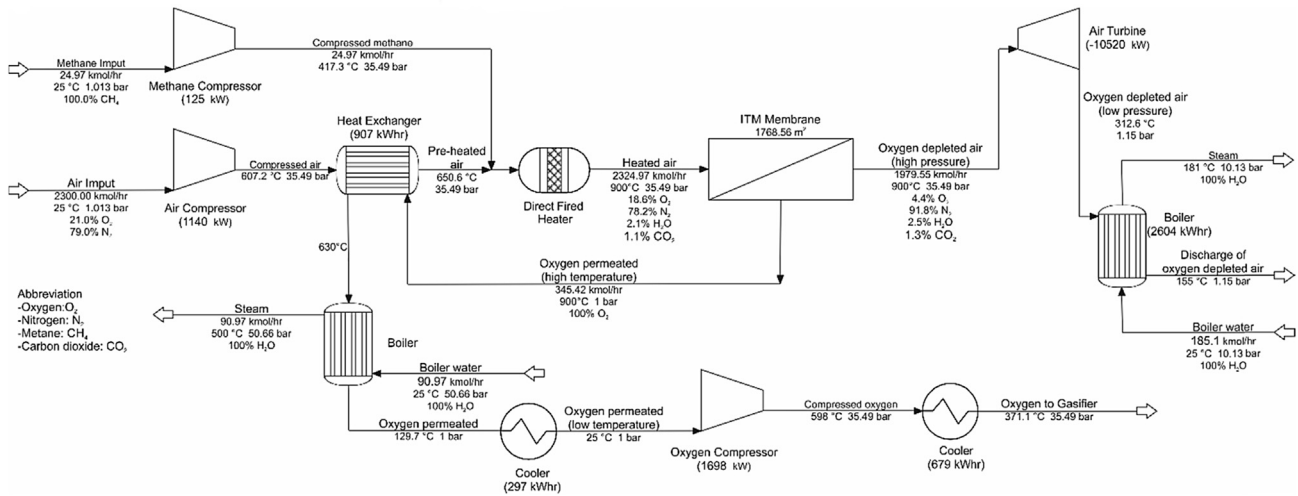 Methane Imput
24.97 kmol/hr
25 °C 1.013 bar
100.0% CH₄
Methane Compressor
(125 kW)
Compressed methano
24.97 kmol/hr
417.3 °C 35.49 bar
Air Imput
2300.00 kmol/hr
25 °C 1.013 bar
21.0% O₂
79.0% N₂
Air Compressor
(1140 kW)
Compressed air
607.2 °C 35.49 bar
Heat Exchanger
(907 kWhr)
Pre-heated
air
650.6 °C
35.49 bar
Direct Fired
Heater
Heated air
2324.97 kmol/hr
900°C 35.49 bar
18.6% O₂
78.2% N₂
2.1% H₂O
1.1% CO₂
ITM Membrane
1768.56 m²
Oxygen depleted air
(high pressure)
1979.55 kmol/hr
900°C 35.49 bar
4.4% O₂
91.8% N₂
2.5% H₂O
1.3% CO₂
Air Turbine
(-10520 kW)
Oxygen depleted air
(low pressure)
312.6 °C
1.15 bar
Steam
181 °C 10.13 bar
100% H₂O
Boiler
(2604 kWhr)
Discharge of
oxygen depleted air
155 °C 1.15 bar
Boiler water
185.1 kmol/hr
25 °C 10.13 bar
100% H₂O
630°C
Oxygen permeated
(high temperature)
345.42 kmol/hr
900°C 1 bar
100% O₂
Abbreviation
-Oxygen:O₂
-Nitrogen: N₂
-Metane: CH₄
-Carbon dioxide: CO₂
Steam
90.97 kmol/hr
500 °C 50.66 bar
100% H₂O
Boiler
Boiler water
90.97 kmol/hr
25 °C 50.66 bar
100% H₂O
Oxygen permeated
129.7 °C 1 bar
Cooler
(297 kWhr)
Oxygen permeated
(low temperature)
25 °C 1 bar
Oxygen Compressor
(1698 kW)
Compressed oxygen
598 °C 35.49 bar
Cooler
(679 kWhr)
Oxygen to Gasifier
371.1 °C 35.49 bar